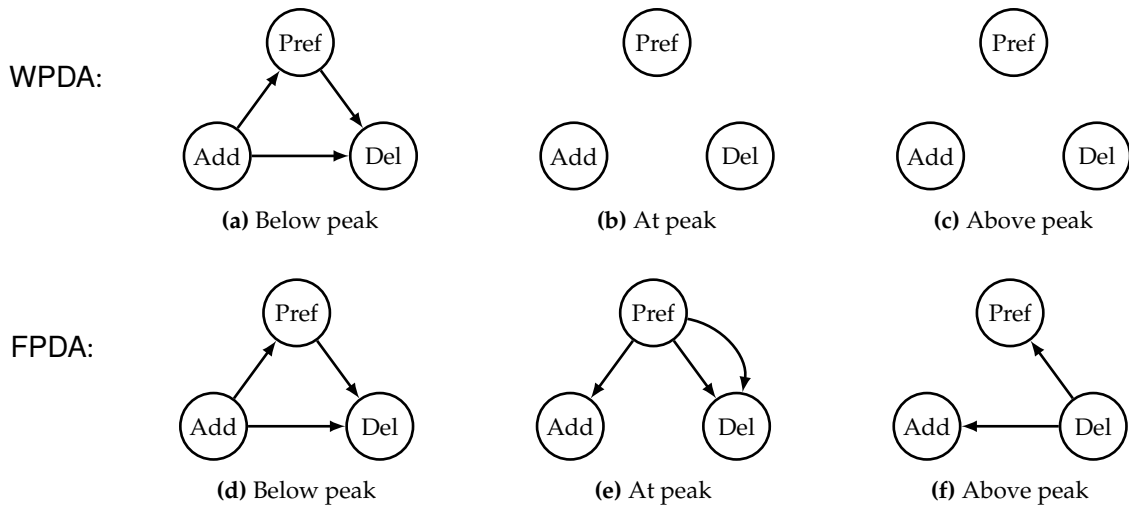 WPDA:
Pref
Add
Del
(a) Below peak
Pref
Add
Del
(b) At peak
Pref
Add
Del
(c) Above peak
FPDA:
Pref
Add
Del
(d) Below peak
Pref
Add
Del
(e) At peak
Pref
Add
Del
(f) Above peak